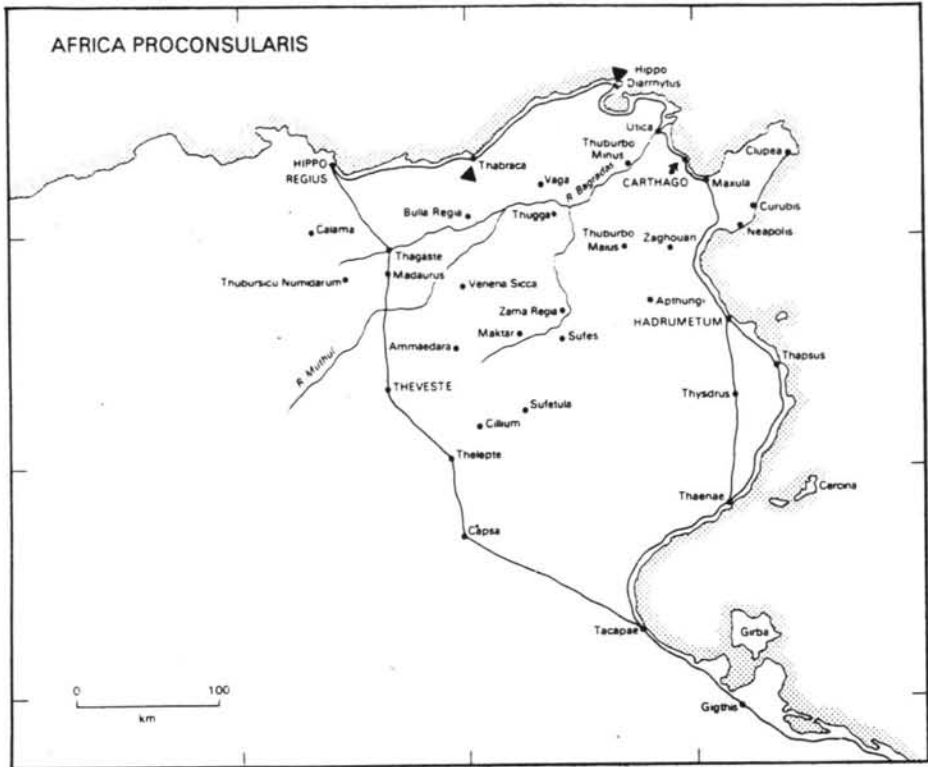 AFRICA PROCONSULARIS
Hippo
Diarrhytus
Utica
Thuburbo
Minus
Clupea
HIPPO
REGIUS
Thabraca
Vaga
R. Bagradas
CARTHAGO
Maxula
Curubis
Bulla Regia
Thugga
Neapolis
Calama
Thuburbo
Maius
Zaghouan
Thagaste
Madaurus
Thubursicu Numidarum
Venena Sicca
Apthungi
Zama Regia
HADRUMETUM
Maktar
Sufes
Ammaedara
Thapsus
R. Muthul
THEVESTE
Thysdrus
Sufetula
Cillium
Thelepte
Cercina
Thaenae
Capsa
Tacapae
Girba
0 100
km
Gigthis